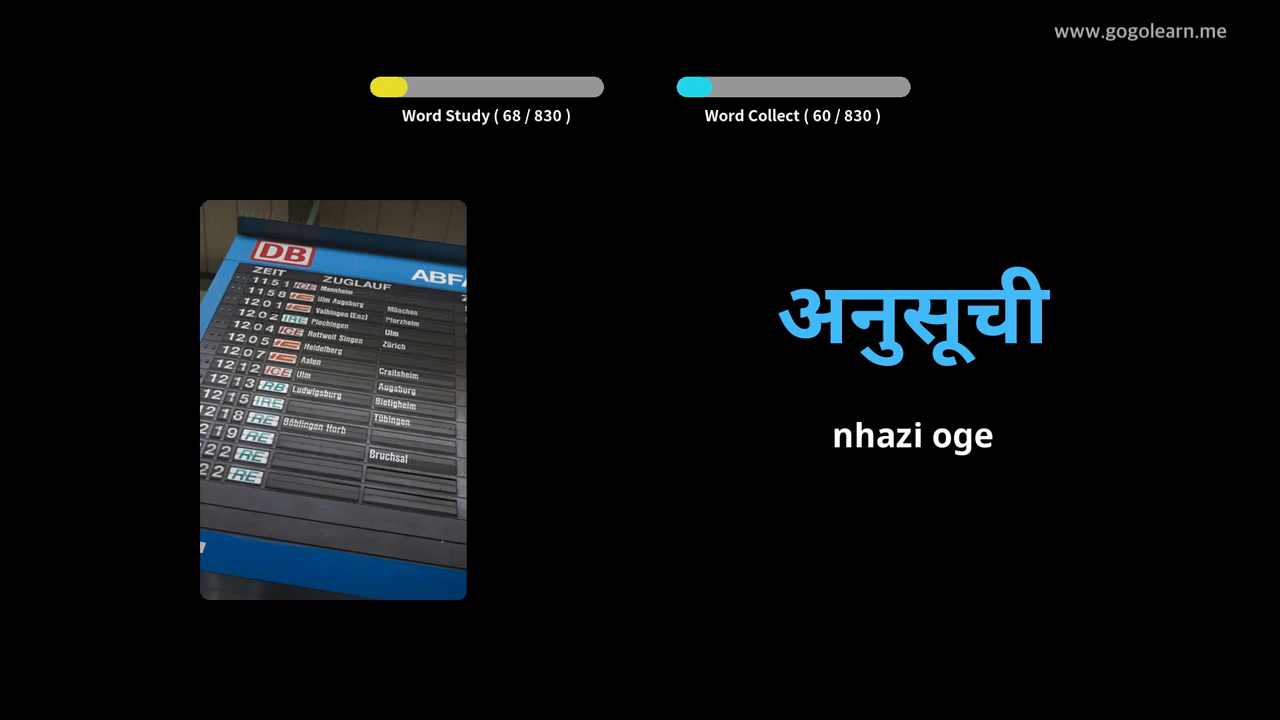 www.gogolearn.me
Word Study ( 68 / 830 )
Word Collect ( 60 / 830 )
DB
ZEIT ZUGLAUF ABFA
1151 ICE Mannheim
1158 Ulm Augsburg München
1201 Vaihingen (Enz) Pforzheim
1202 IRE Plochingen Ulm
1204 ICE Rottweil Singen Zürich
1205 Heidelberg
1207 Aalen Crailsheim
1212 ICE Ulm Augsburg
1213 RB Ludwigsburg Bietigheim
1215 IRE Tübingen
218 RE Böblingen Horb
219 RE Bruchsal
22 RE
22 RE
अनुसूची
nhazi oge